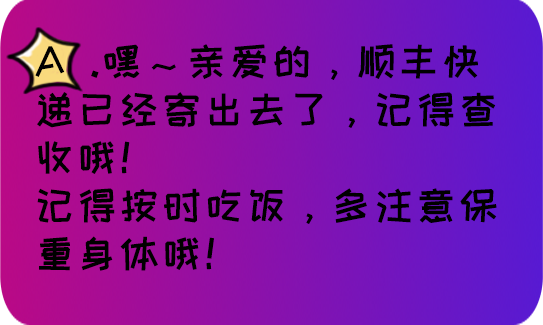 A.嘿~亲爱的，顺丰快
递已经寄出去了，记得查
收哦!
记得按时吃饭，多注意保
重身体哦!